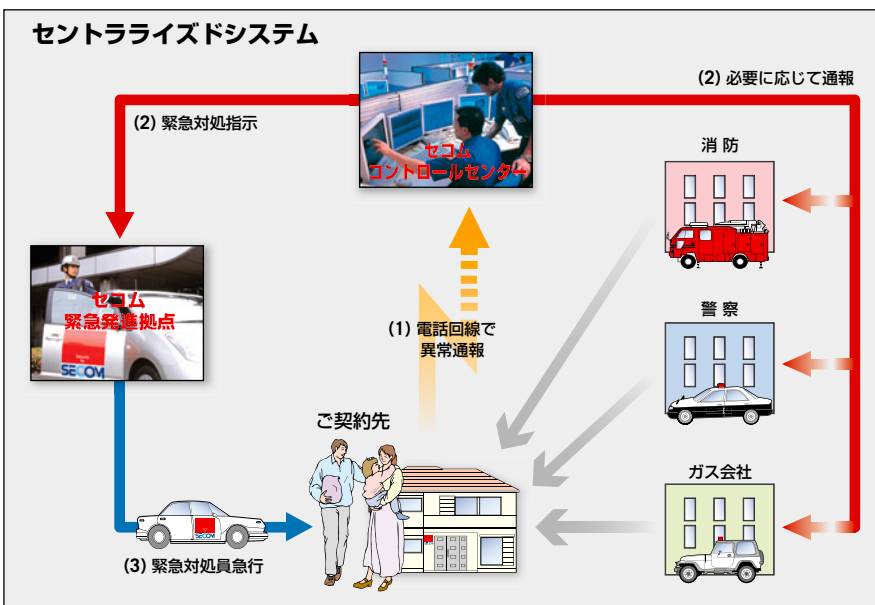 セントラライズドシステム
(2) 必要に応じて通報
(2) 緊急対処指示
セコム
コントロールセンター
消 防
セコム
緊急発進拠点
SECOM
(1) 電話回線で
異常通報
警 察
ご契約先
ガス会社
SECOM
(3) 緊急対処員急行